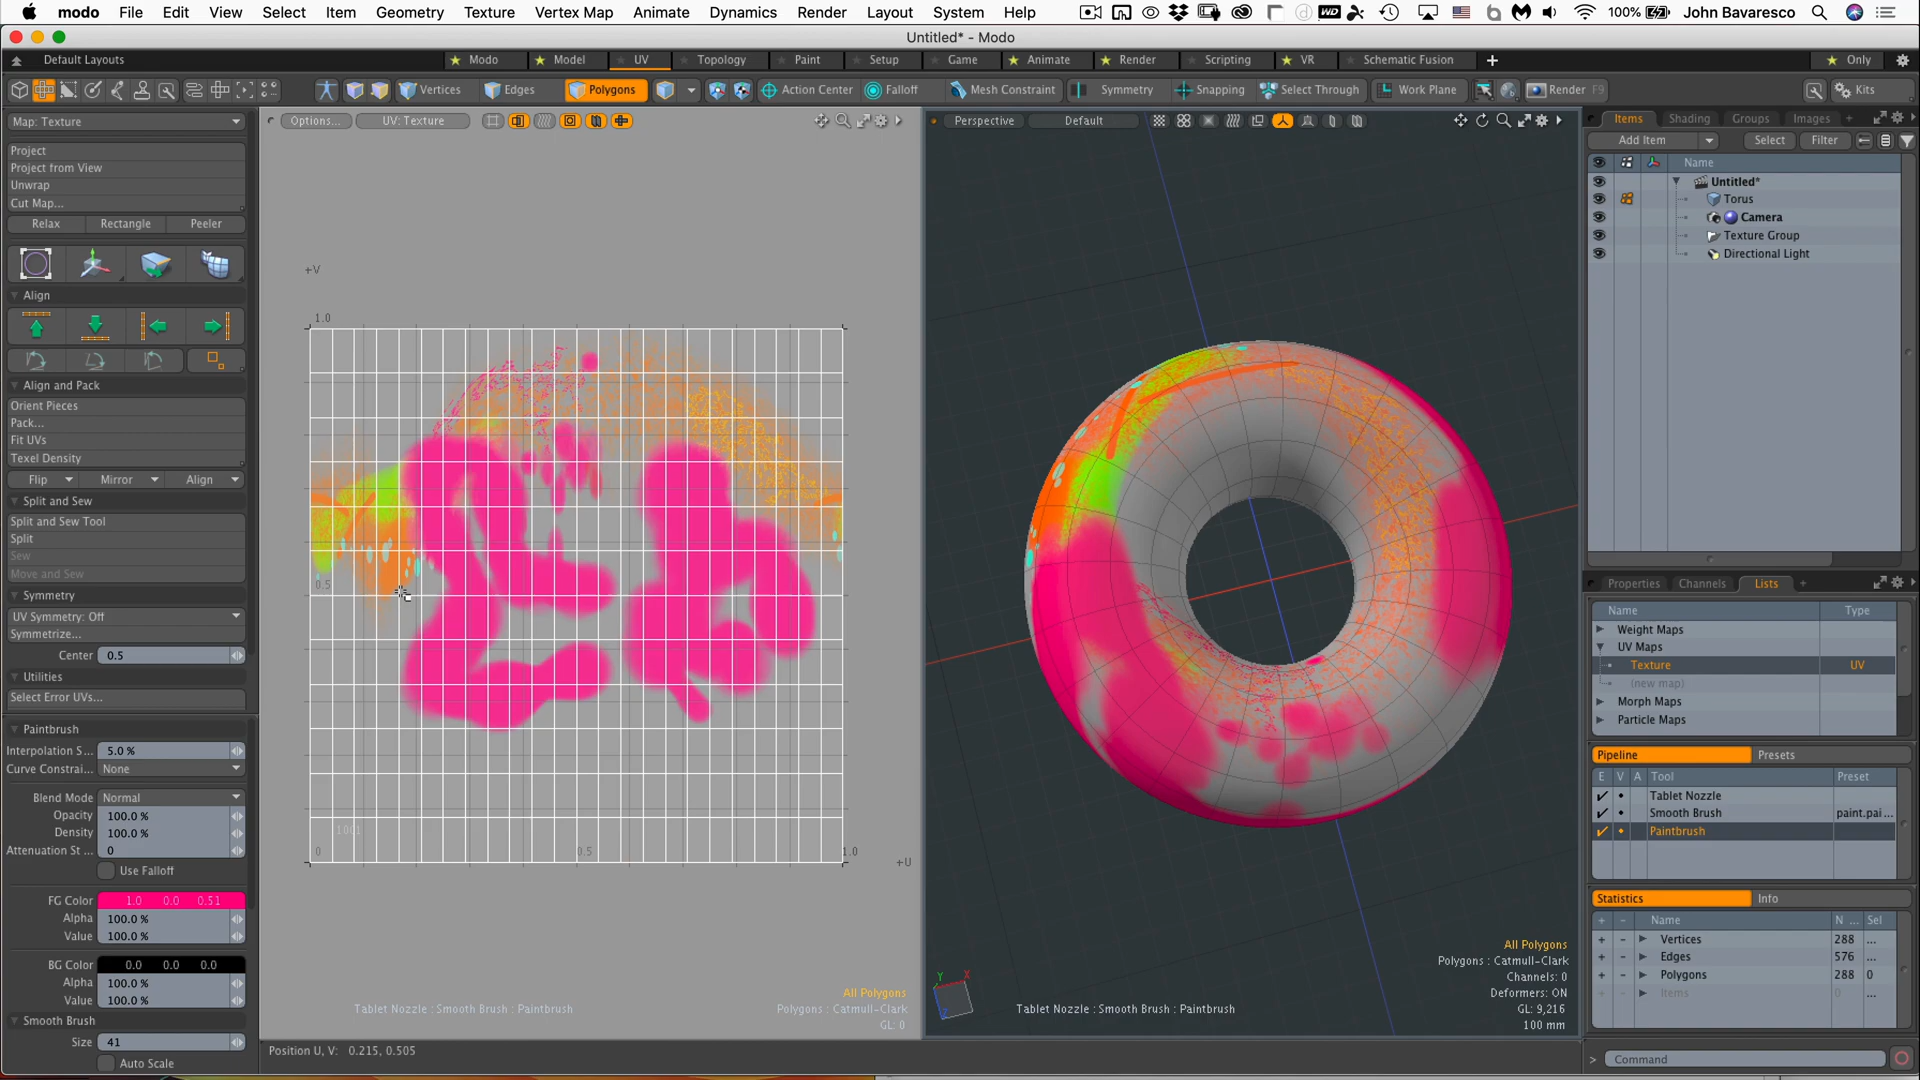 modo File Edit View Select Item Geometry Texture Vertex Map Animate Dynamics Render Layout System Help 100% John Bavaresco
Untitled* - Modo
Default Layouts Modo Model UV Topology Paint Setup Game Animate Render Scripting VR Schematic Fusion + Only
Vertices Edges Polygons Action Center Falloff Mesh Constraint Symmetry Snapping Select Through Work Plane Render F9 Kits
Map: Texture
Project
Project from View
Unwrap
Cut Map...
Relax Rectangle Peeler
Align
Align and Pack
Orient Pieces
Pack...
Fit UVs
Texel Density
Flip Mirror Align
Split and Sew
Split and Sew Tool
Split
Sew
Move and Sew
Symmetry
UV Symmetry: Off
Symmetrize...
Center 0.5
Utilities
Select Error UVs...
Paintbrush
Interpolation S... 5.0 %
Curve Constrai... None
Blend Mode Normal
Opacity 100.0 %
Density 100.0 %
Attenuation St ... 0
Use Falloff
FG Color 1.0 0.0 0.51
Alpha 100.0 %
Value 100.0 %
BG Color 0.0 0.0 0.0
Alpha 100.0 %
Value 100.0 %
Smooth Brush
Size 41
Auto Scale
Options... UV: Texture
+V
1.0
0.5
1001
0 0.5 1.0 +U
All Polygons
Tablet Nozzle : Smooth Brush : Paintbrush Polygons : Catmull-Clark
GL: 0
Position U, V: 0.215, 0.505
Perspective Default
All Polygons
Polygons : Catmull-Clark
Channels: 0
Deformers: ON
Tablet Nozzle : Smooth Brush : Paintbrush GL: 9,216
100 mm
Y X Z
Items Shading Groups Images +
Add Item Select Filter
Name
Untitled*
Torus
Camera
Texture Group
Directional Light
Properties Channels Lists +
Name Type
Weight Maps
UV Maps
Texture UV
(new map)
Morph Maps
Particle Maps
Pipeline Presets
E V A Tool Preset
Tablet Nozzle
Smooth Brush paint.pai ...
Paintbrush
Statistics Info
+ - Name N ... Sel
+ - Vertices 288 ...
+ - Edges 576 ...
+ - Polygons 288 0
+ - Items 0 ...
> Command